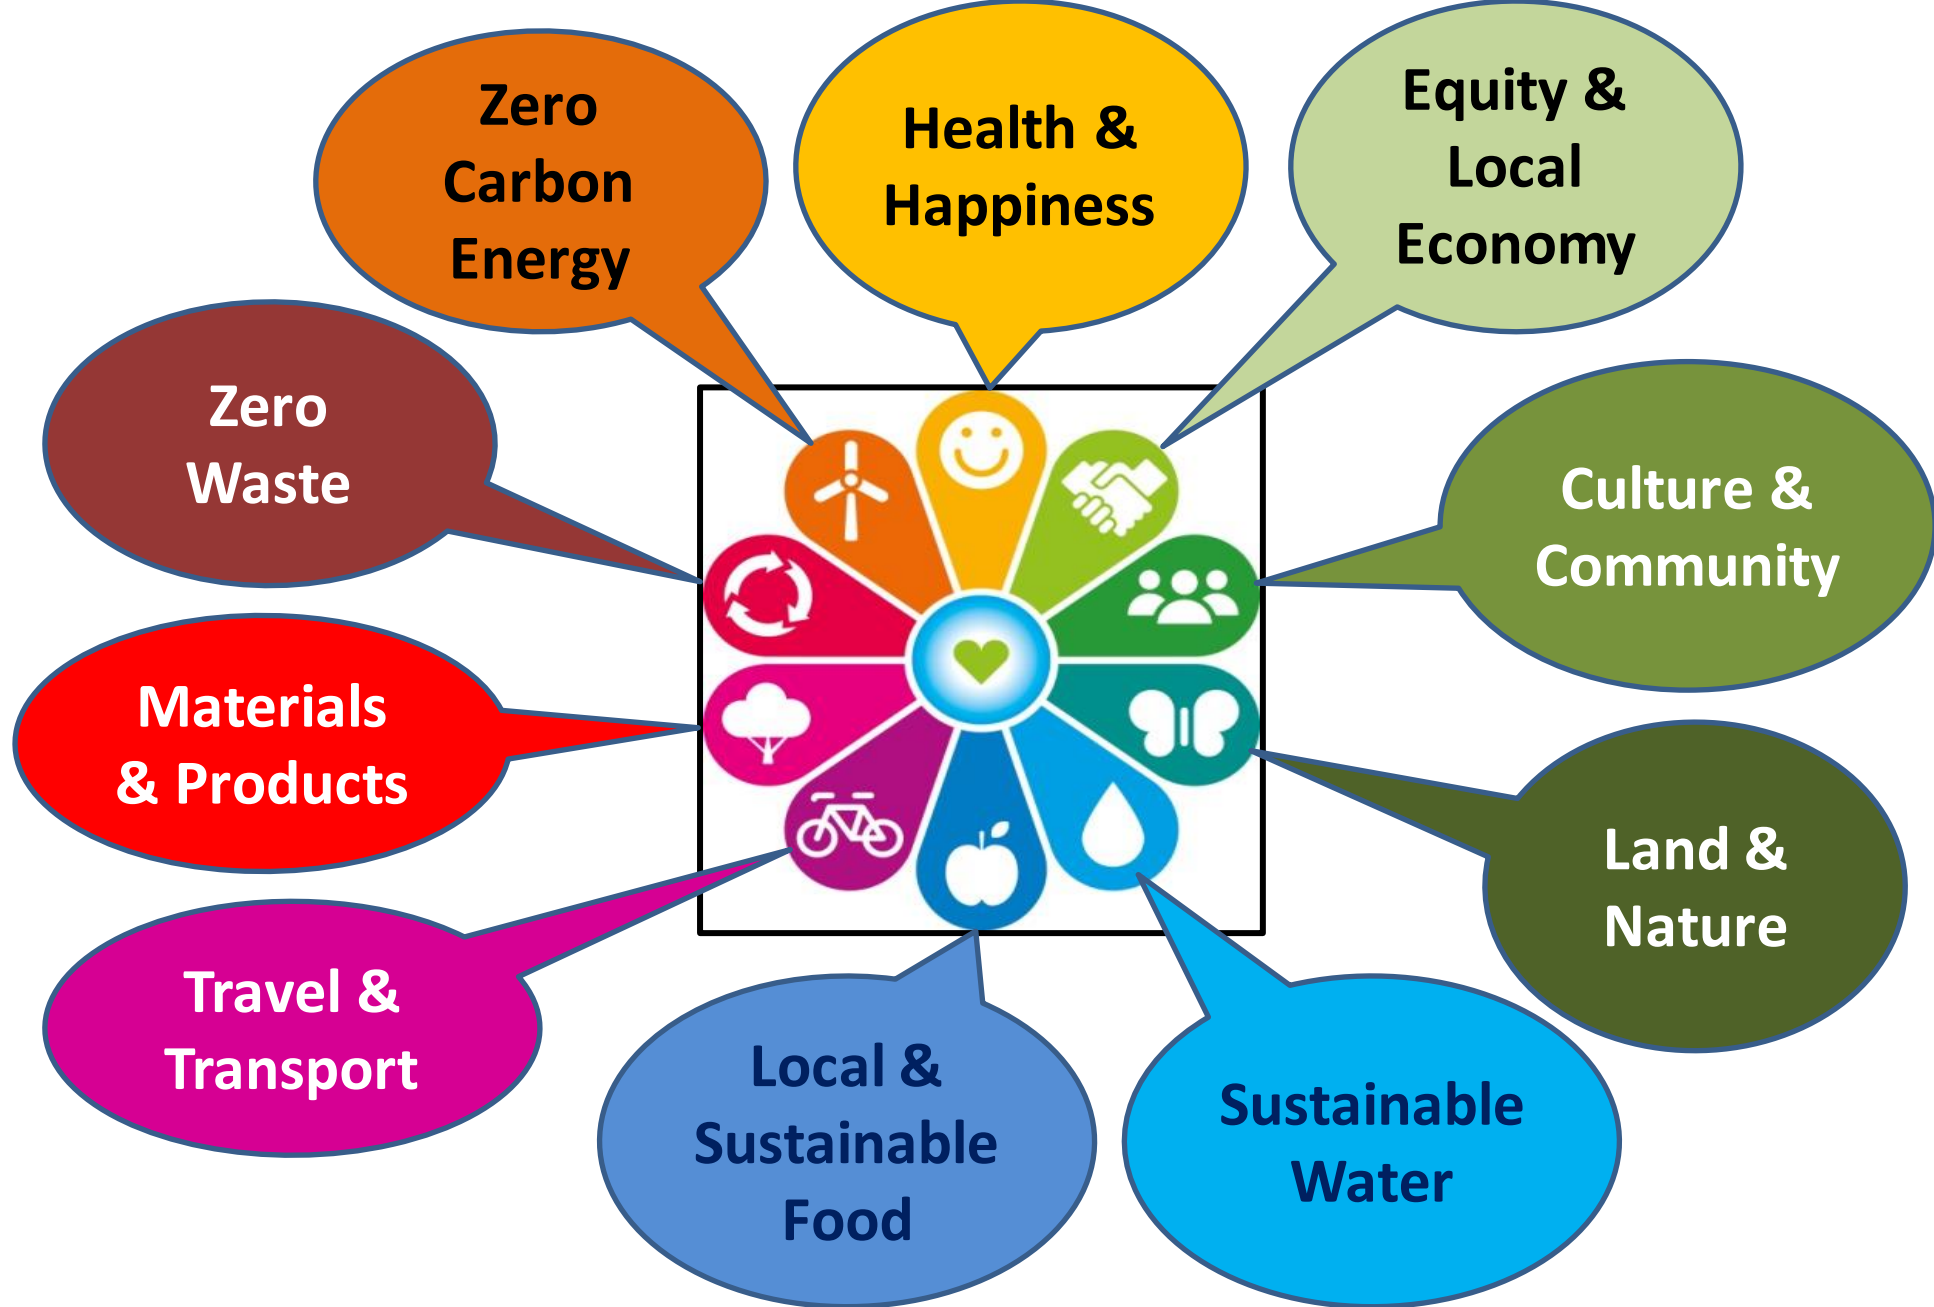 Zero
Carbon
Energy
Health &
Happiness
Equity &
Local
Economy
Zero
Waste
Culture &
Community
Materials
& Products
Land &
Nature
Travel &
Transport
Local &
Sustainable
Food
Sustainable
Water